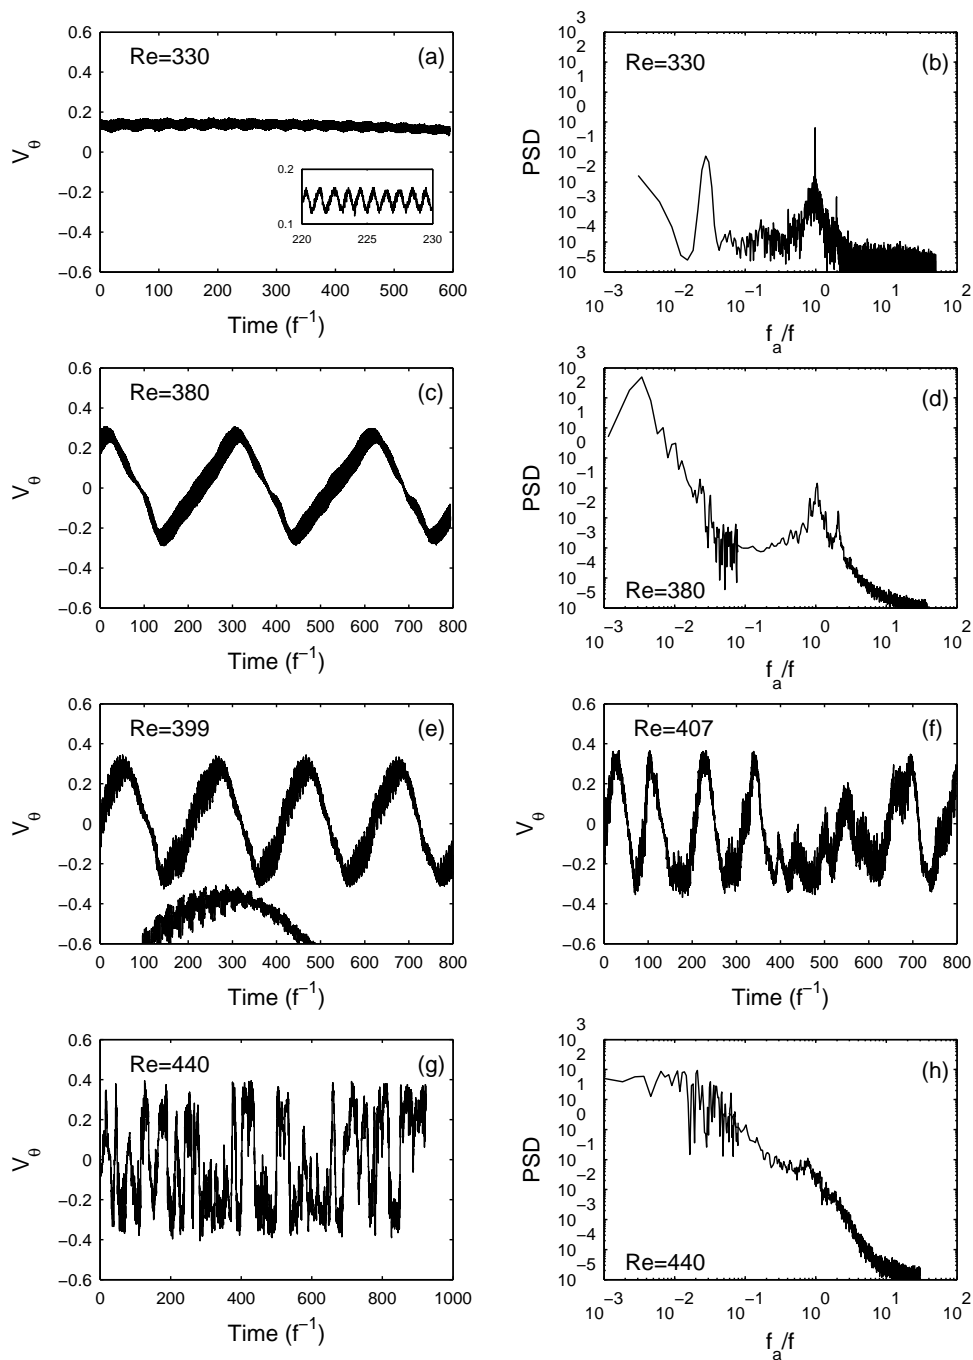 Re=330
(a)
V_θ
0.6
0.4
0.2
0
−0.2
−0.4
−0.6
0.2
0.1
220 225 230
0 100 200 300 400 500 600
Time (f^−1)
Re=330
(b)
PSD
10^3
10^2
10^1
10^0
10^−1
10^−2
10^−3
10^−4
10^−5
10
10^−3 10^−2 10^−1 10^0 10^1 10^2
f_a/f
Re=380
(c)
V_θ
0.6
0.4
0.2
0
−0.2
−0.4
−0.6
0 100 200 300 400 500 600 700 800
Time (f^−1)
(d)
PSD
10^3
10^2
10^1
10^0
10^−1
10^−2
10^−3
10^−4
10^−5
10
Re=380
10^−3 10^−2 10^−1 10^0 10^1 10^2
f_a/f
Re=399
(e)
V_θ
0.6
0.4
0.2
0
−0.2
−0.4
−0.6
0 100 200 300 400 500 600 700 800
Time (f^−1)
Re=407
(f)
V_θ
0.6
0.4
0.2
0
−0.2
−0.4
−0.6
0 100 200 300 400 500 600 700 800
Time (f^−1)
Re=440
(g)
V_θ
0.6
0.4
0.2
0
−0.2
−0.4
−0.6
0 200 400 600 800 1000
Time (f^−1)
(h)
PSD
10^3
10^2
10^1
10^0
10^−1
10^−2
10^−3
10^−4
10^−5
10
Re=440
10^−3 10^−2 10^−1 10^0 10^1 10^2
f_a/f